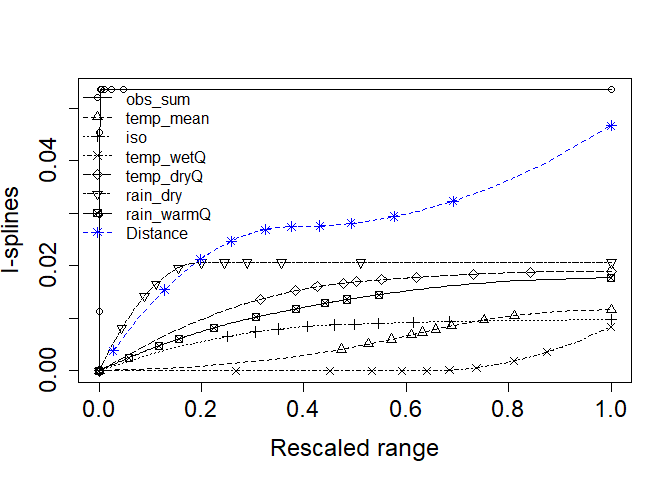 obs_sum
temp_mean
iso
temp_wetQ
temp_dryQ
rain_dry
rain_warmQ
Distance
I-splines
0.04
0.02
0.00
0.0 0.2 0.4 0.6 0.8 1.0
Rescaled range